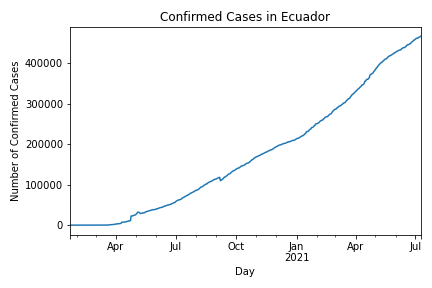 Confirmed Cases in Ecuador
Number of Confirmed Cases
400000
300000
200000
100000
0
Apr Jul Oct Jan Apr Jul
2021
Day